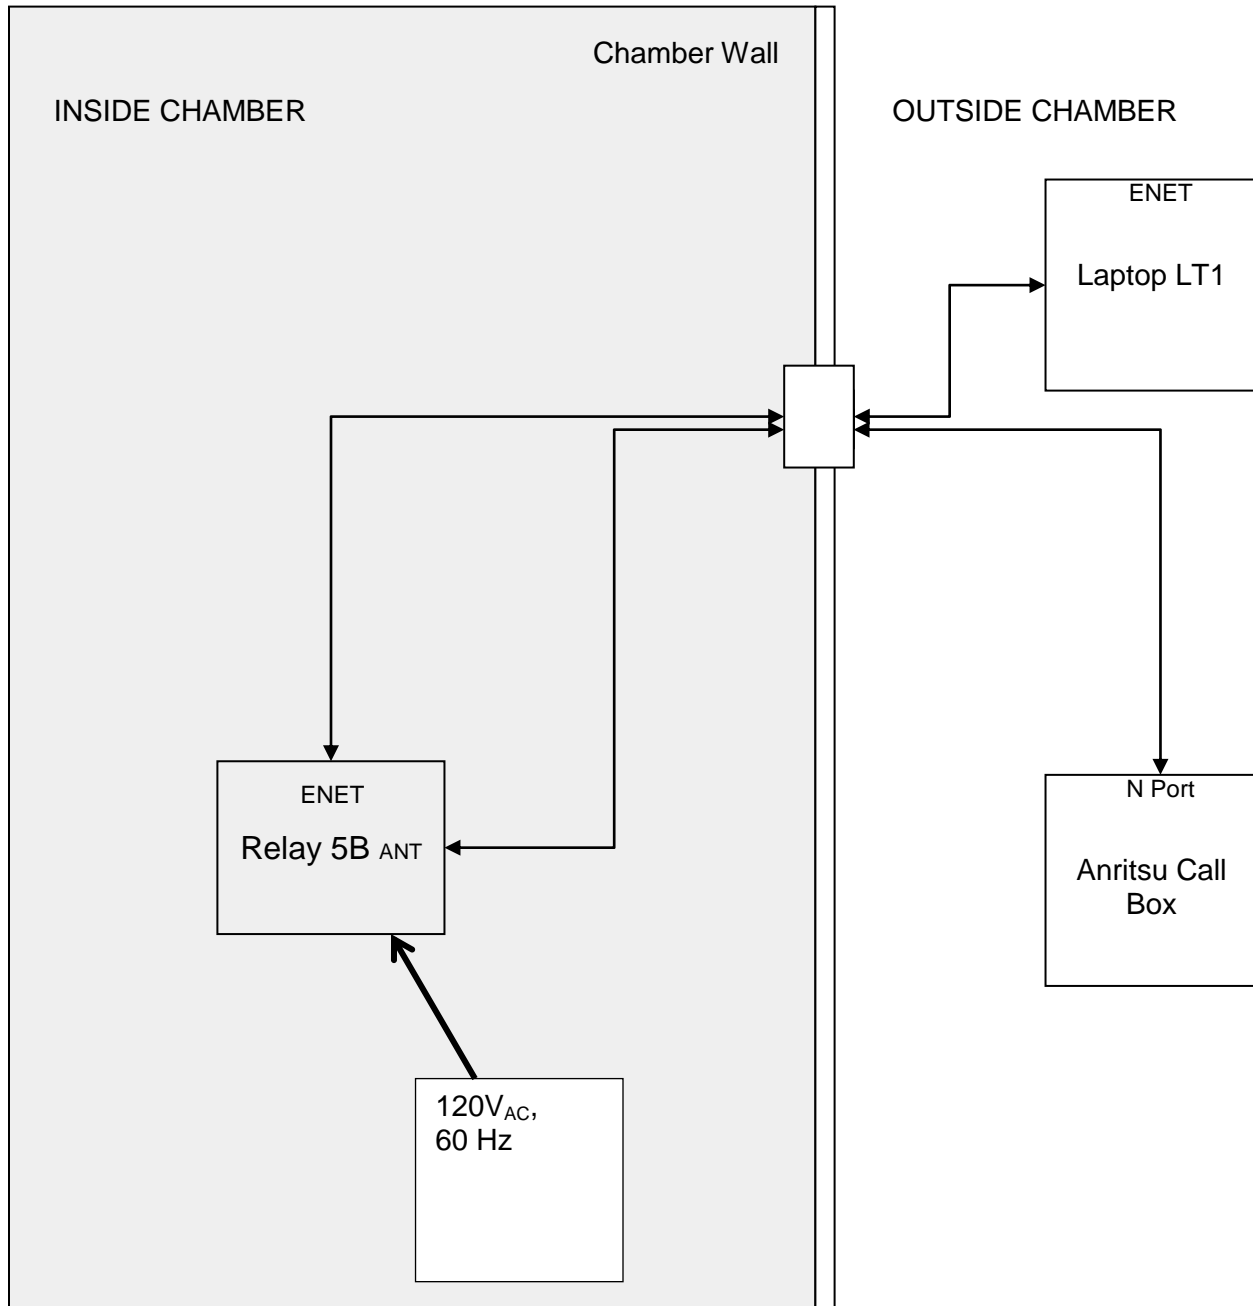 Chamber Wall
INSIDE CHAMBER
OUTSIDE CHAMBER
ENET
Laptop LT1
ENET
Relay 5B ANT
N Port
Anritsu Call
Box
120VAC,
60 Hz